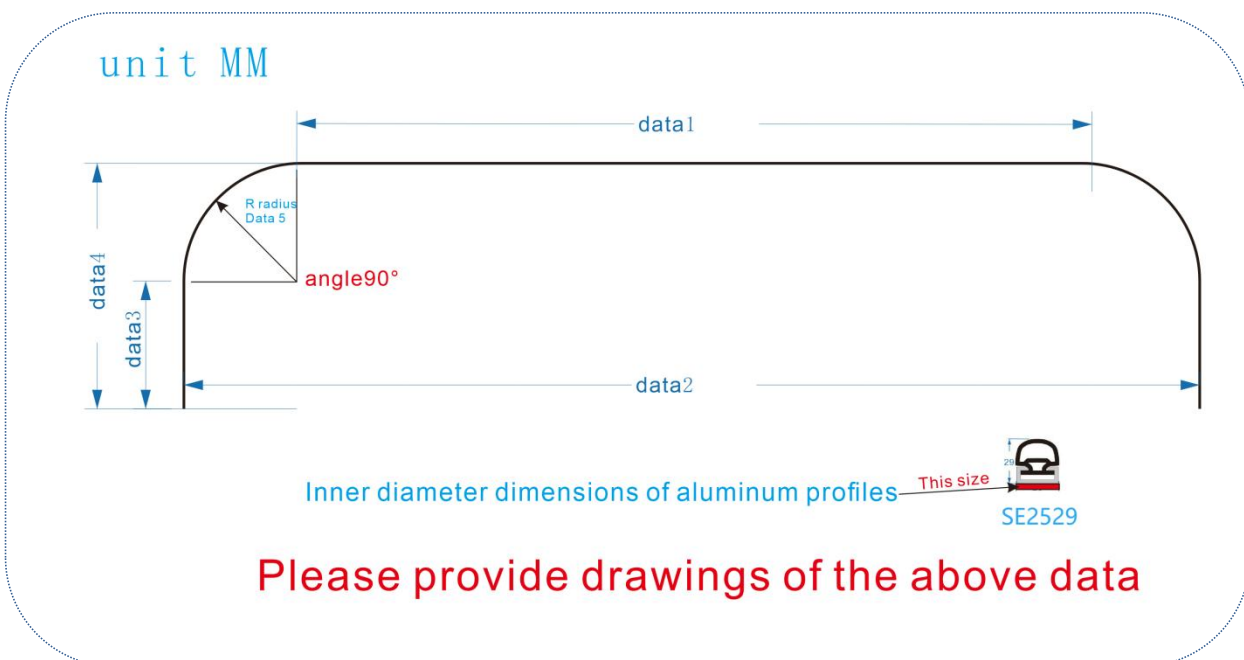 unit MM
data1
R radius
Data 5
angle90°
data4
data3
data2
29
Inner diameter dimensions of aluminum profiles
This size
SE2529
Please provide drawings of the above data